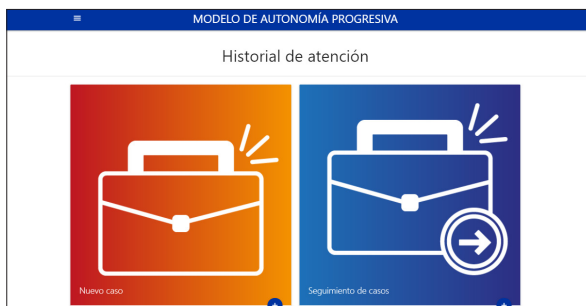 MODELO DE AUTONOMÍA PROGRESIVA
Historial de atención
Nuevo caso
Seguimiento de casos